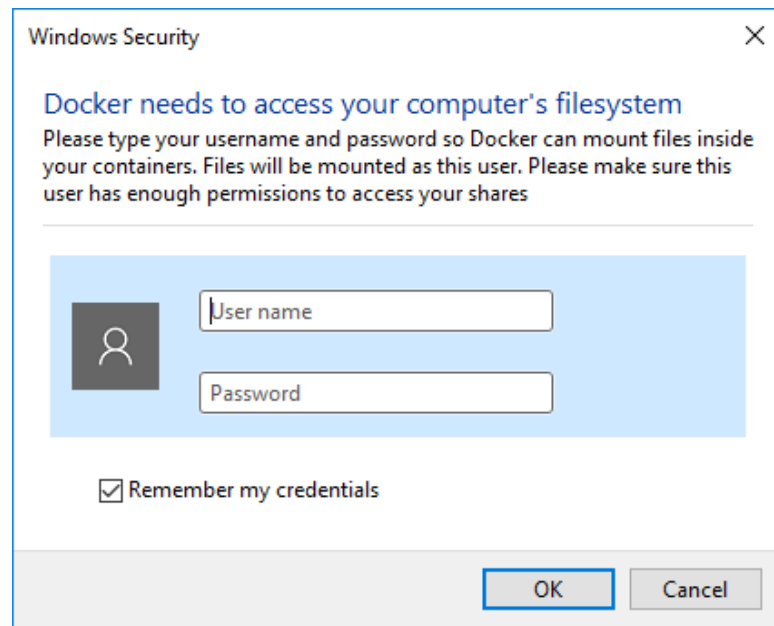 Windows Security
Docker needs to access your computer's filesystem
Please type your username and password so Docker can mount files inside
your containers. Files will be mounted as this user. Please make sure this
user has enough permissions to access your shares
User name
Password
Remember my credentials
OK Cancel